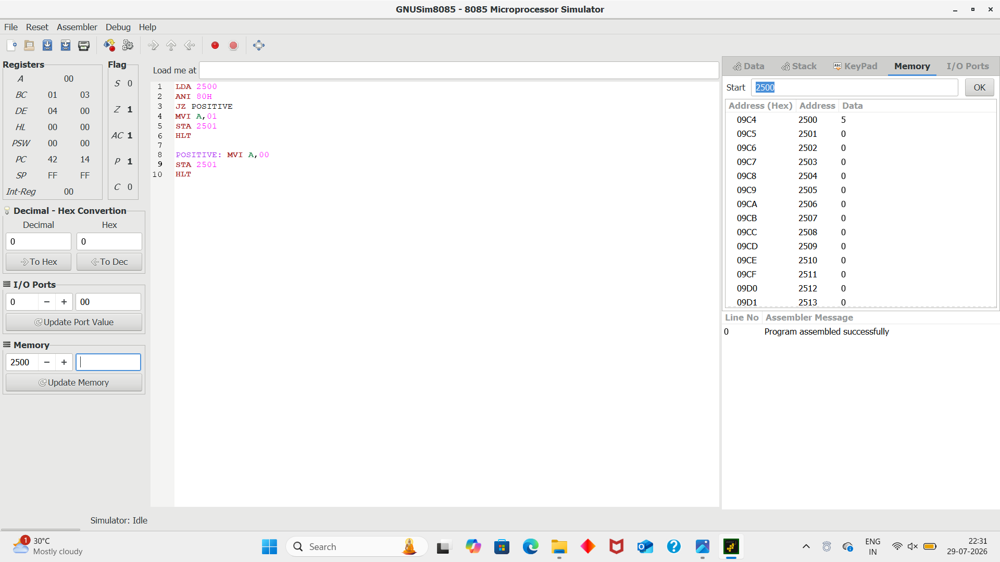 GNUSim8085 - 8085 Microprocessor Simulator
File Reset Assembler Debug Help
Registers
A 00
BC 01 03
DE 04 00
HL 00 00
PSW 00 00
PC 42 14
SP FF FF
Int-Reg 00
Flag
S 0
Z 1
AC 1
P 1
C 0
Decimal - Hex Convertion
Decimal Hex
0 0
To Hex To Dec
I/O Ports
0 − + 00
Update Port Value
Memory
2500 − +
Update Memory
Load me at
1 LDA 2500
2 ANI 80H
3 JZ POSITIVE
4 MVI A,01
5 STA 2501
6 HLT
7
8 POSITIVE: MVI A,00
9 STA 2501
10 HLT
Data Stack Abc KeyPad Memory I/O Ports
Start 2500 OK
Address (Hex) Address Data
09C4 2500 5
09C5 2501 0
09C6 2502 0
09C7 2503 0
09C8 2504 0
09C9 2505 0
09CA 2506 0
09CB 2507 0
09CC 2508 0
09CD 2509 0
09CE 2510 0
09CF 2511 0
09D0 2512 0
09D1 2513 0
Line No Assembler Message
0 Program assembled successfully
Simulator: Idle
1 30°C
Mostly cloudy
Search
ENG
IN
22:31
29-07-2026